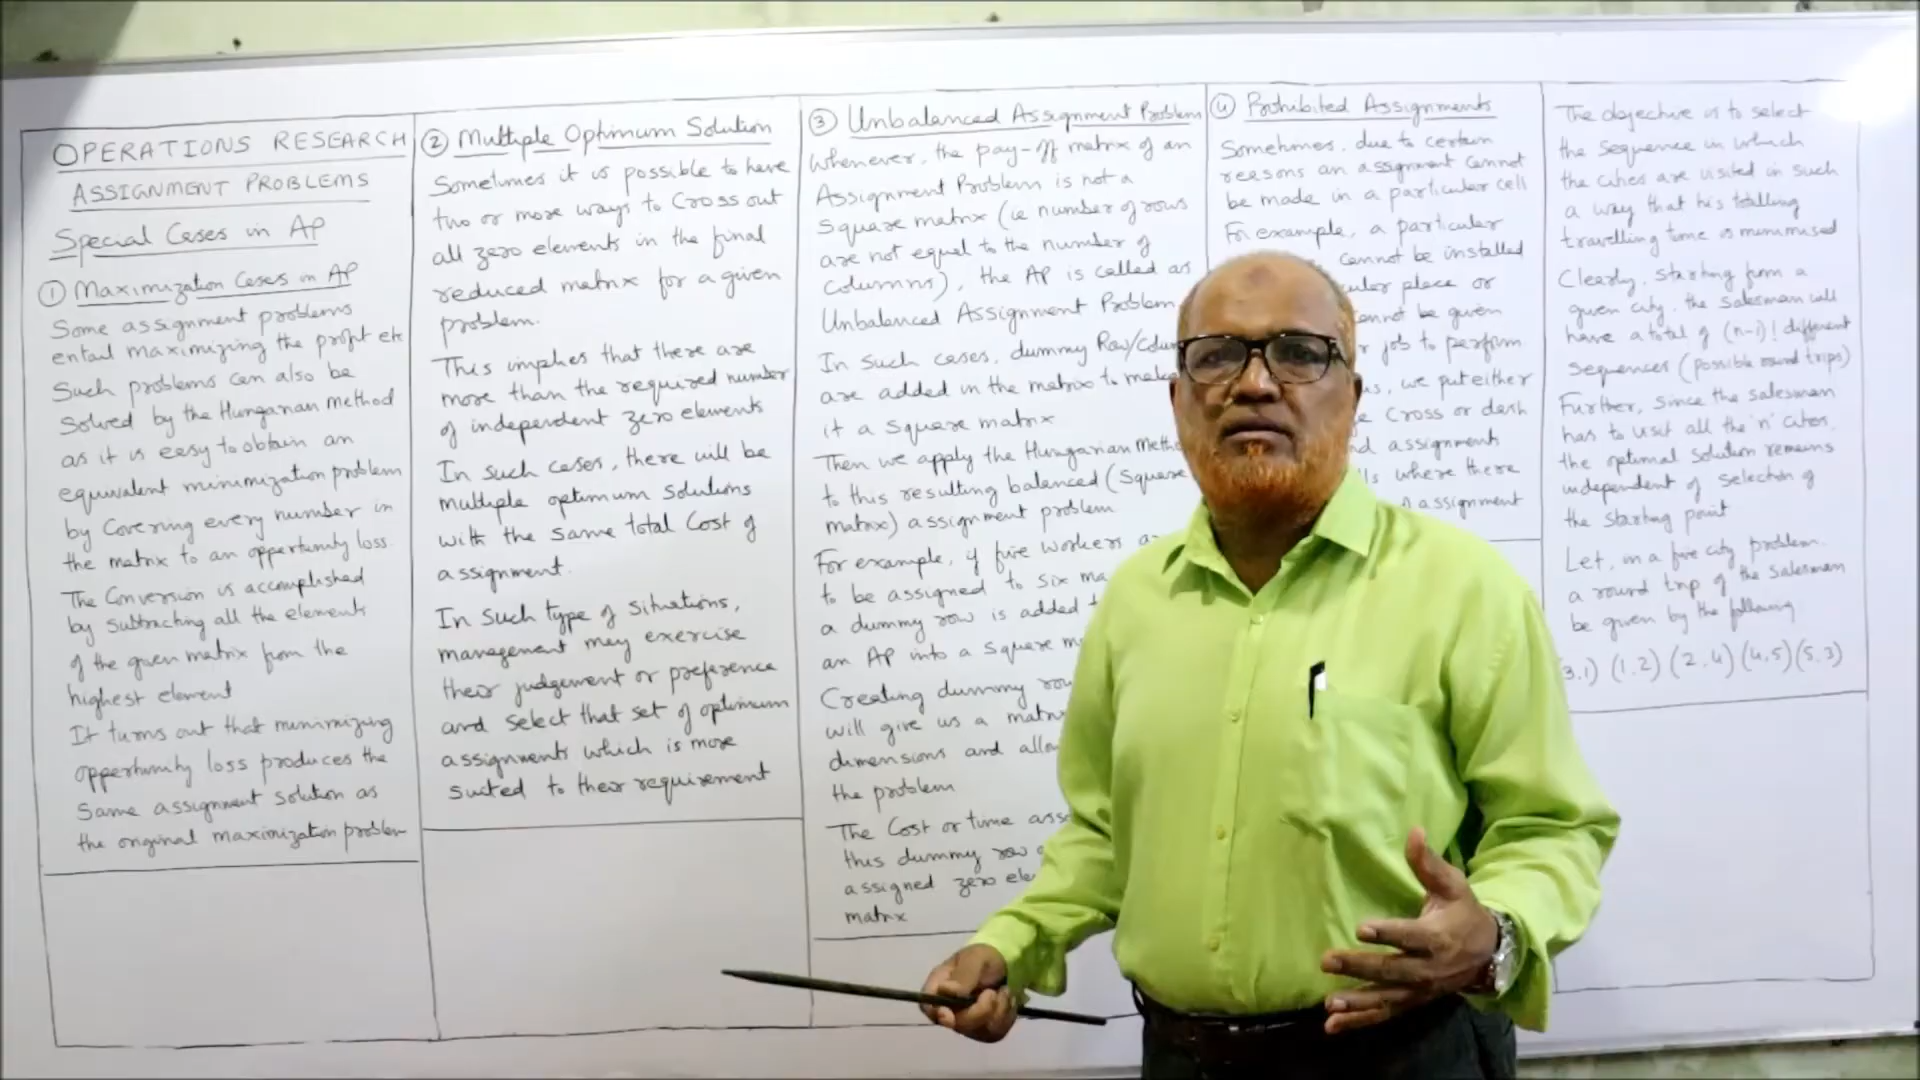 OPERATIONS RESEARCH
ASSIGNMENT PROBLEMS
Special Cases in AP
① Maximization Cases in AP
Some assignment problems
entail maximizing the profit etc
Such problems can also be
Solved by the Hungarian method
as it is easy to obtain an
equivalent minimization problem
by Covering every number in
the matrix to an oppertunity loss.
The Conversion is accomplished
by subtracting all the elements
of the given matrix from the
highest element
It turns out that minimizing
oppertunity loss produces the
Same assignment solution as
the original maximization problem
② Multiple Optimum Solution
Sometimes it is possible to have
two or more ways to Cross out
all zero elements in the final
reduced matrix for a given
problem.
This implies that there are
more than the required number
of independent zero elements
In such cases, there will be
multiple optimum solutions
with the same total Cost of
assignment.
In such type of situations,
management may exercise
their judgement or preference
and select that set of optimum
assignments which is more
suited to their requirement
③ Unbalanced Assignment Problem
Whenever, the pay-off matrix of an
Assignment Problem is not a
Square matrix (ie number of rows
are not equal to the number of
columns), the AP is called as
Unbalanced Assignment Problem
In such cases, dummy Row/
are added in the matrix to make
it a square matrix
Then we apply the Hungarian
to this resulting balanced (Square
matrix) assignment problem
For example, if five workers
to be assigned to six
a dummy row is added
an AP into a square
Creating dummy
will give us a
dimensions and
the problem
The Cost or time
this dummy row
assigned zero
matrix
④ Prohibited Assignments
Sometimes, due to certain
reasons an assignment cannot
be made in a particular cell
For example, a particular
cannot be installed
place or
cannot be given
job to perform
we put either
Cross or dash
assignments
where there
assignment
The objective is to select
the sequence in which
the cities are visited in such
a way that his
travelling time is minimised
Clearly, starting from a
given city, the salesman will
have a total of (n-1)! different
sequences (possible round trips)
Further, since the salesman
has to visit all the 'n' cities,
the optimal solution remains
independent of selection of
the starting point
Let, in a five city problem
a round trip of the salesman
be given by the following
3,1) (1,2) (2,4) (4,5) (5,3)